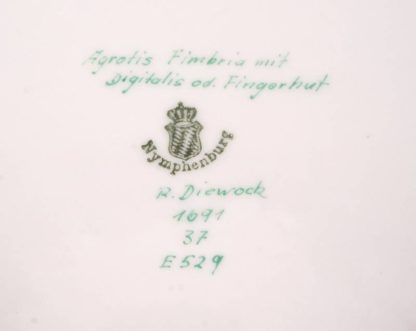 Agrotis Fimbria mit
Digitalis od. Fingerhut
Nymphenburg
R. Diewock
1691
37
E 529